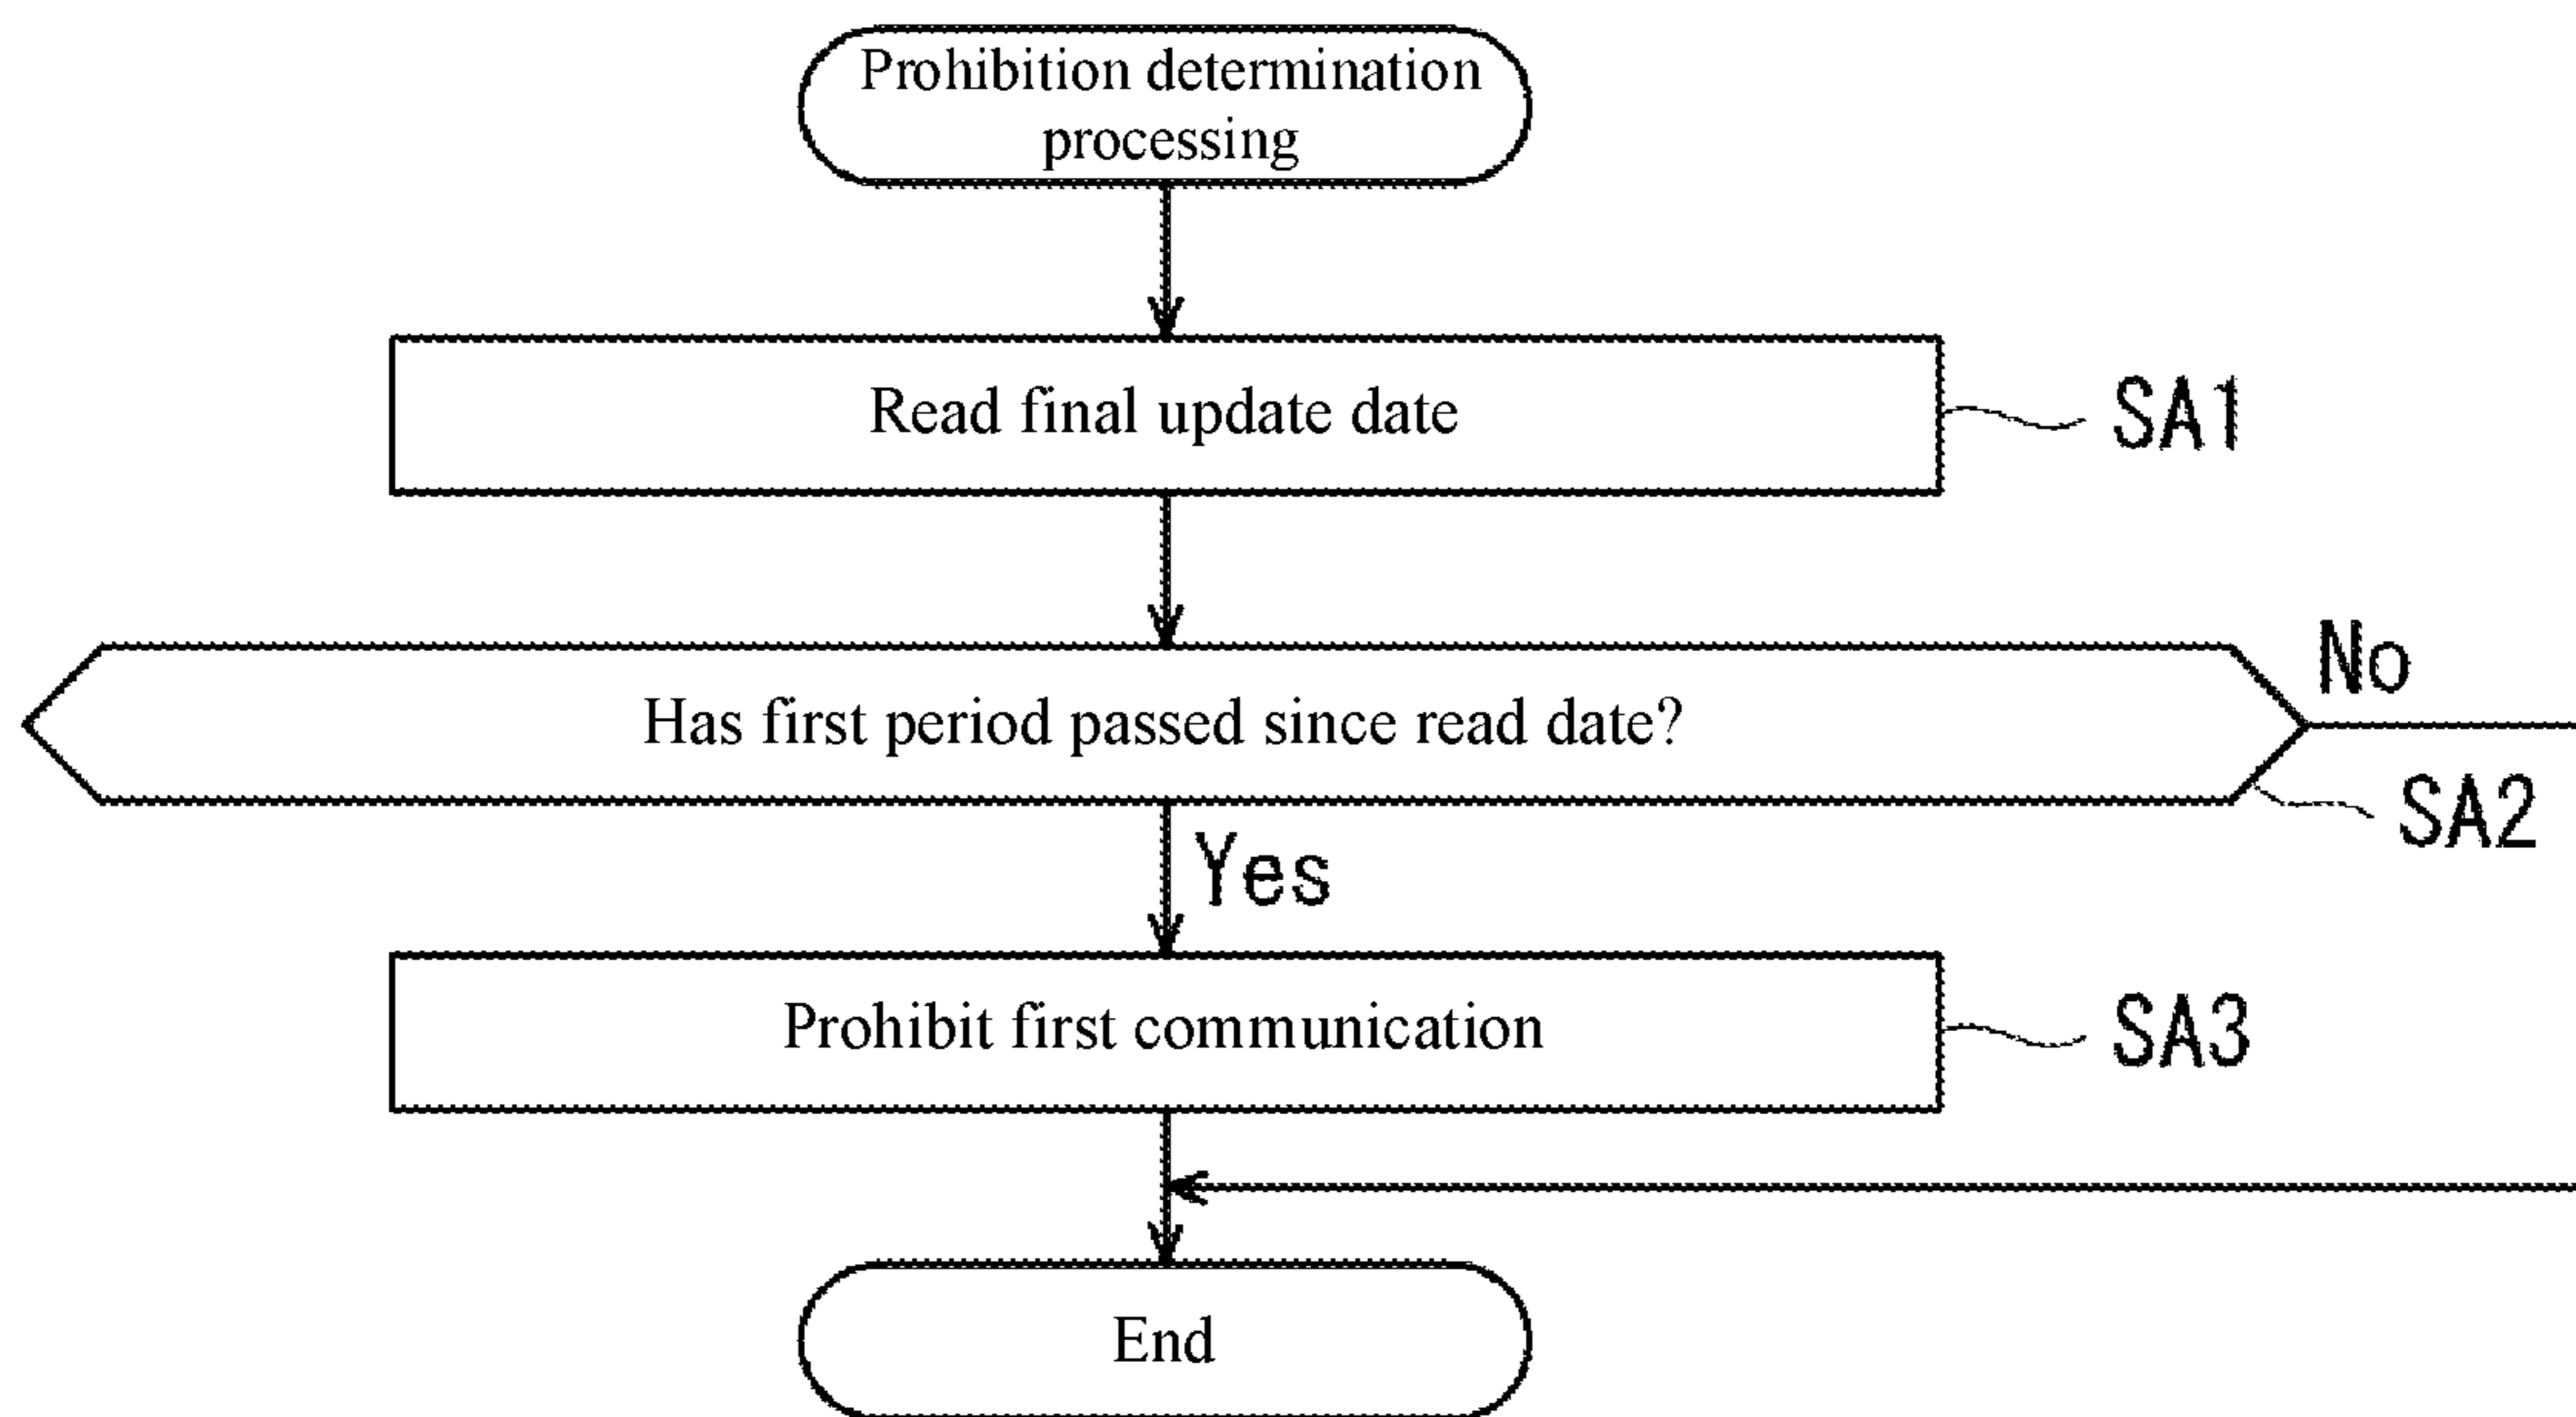 Prohibition determination
processing
Read final update date
SA1
No
Has first period passed since read date?
SA2
Yes
Prohibit first communication
SA3
End